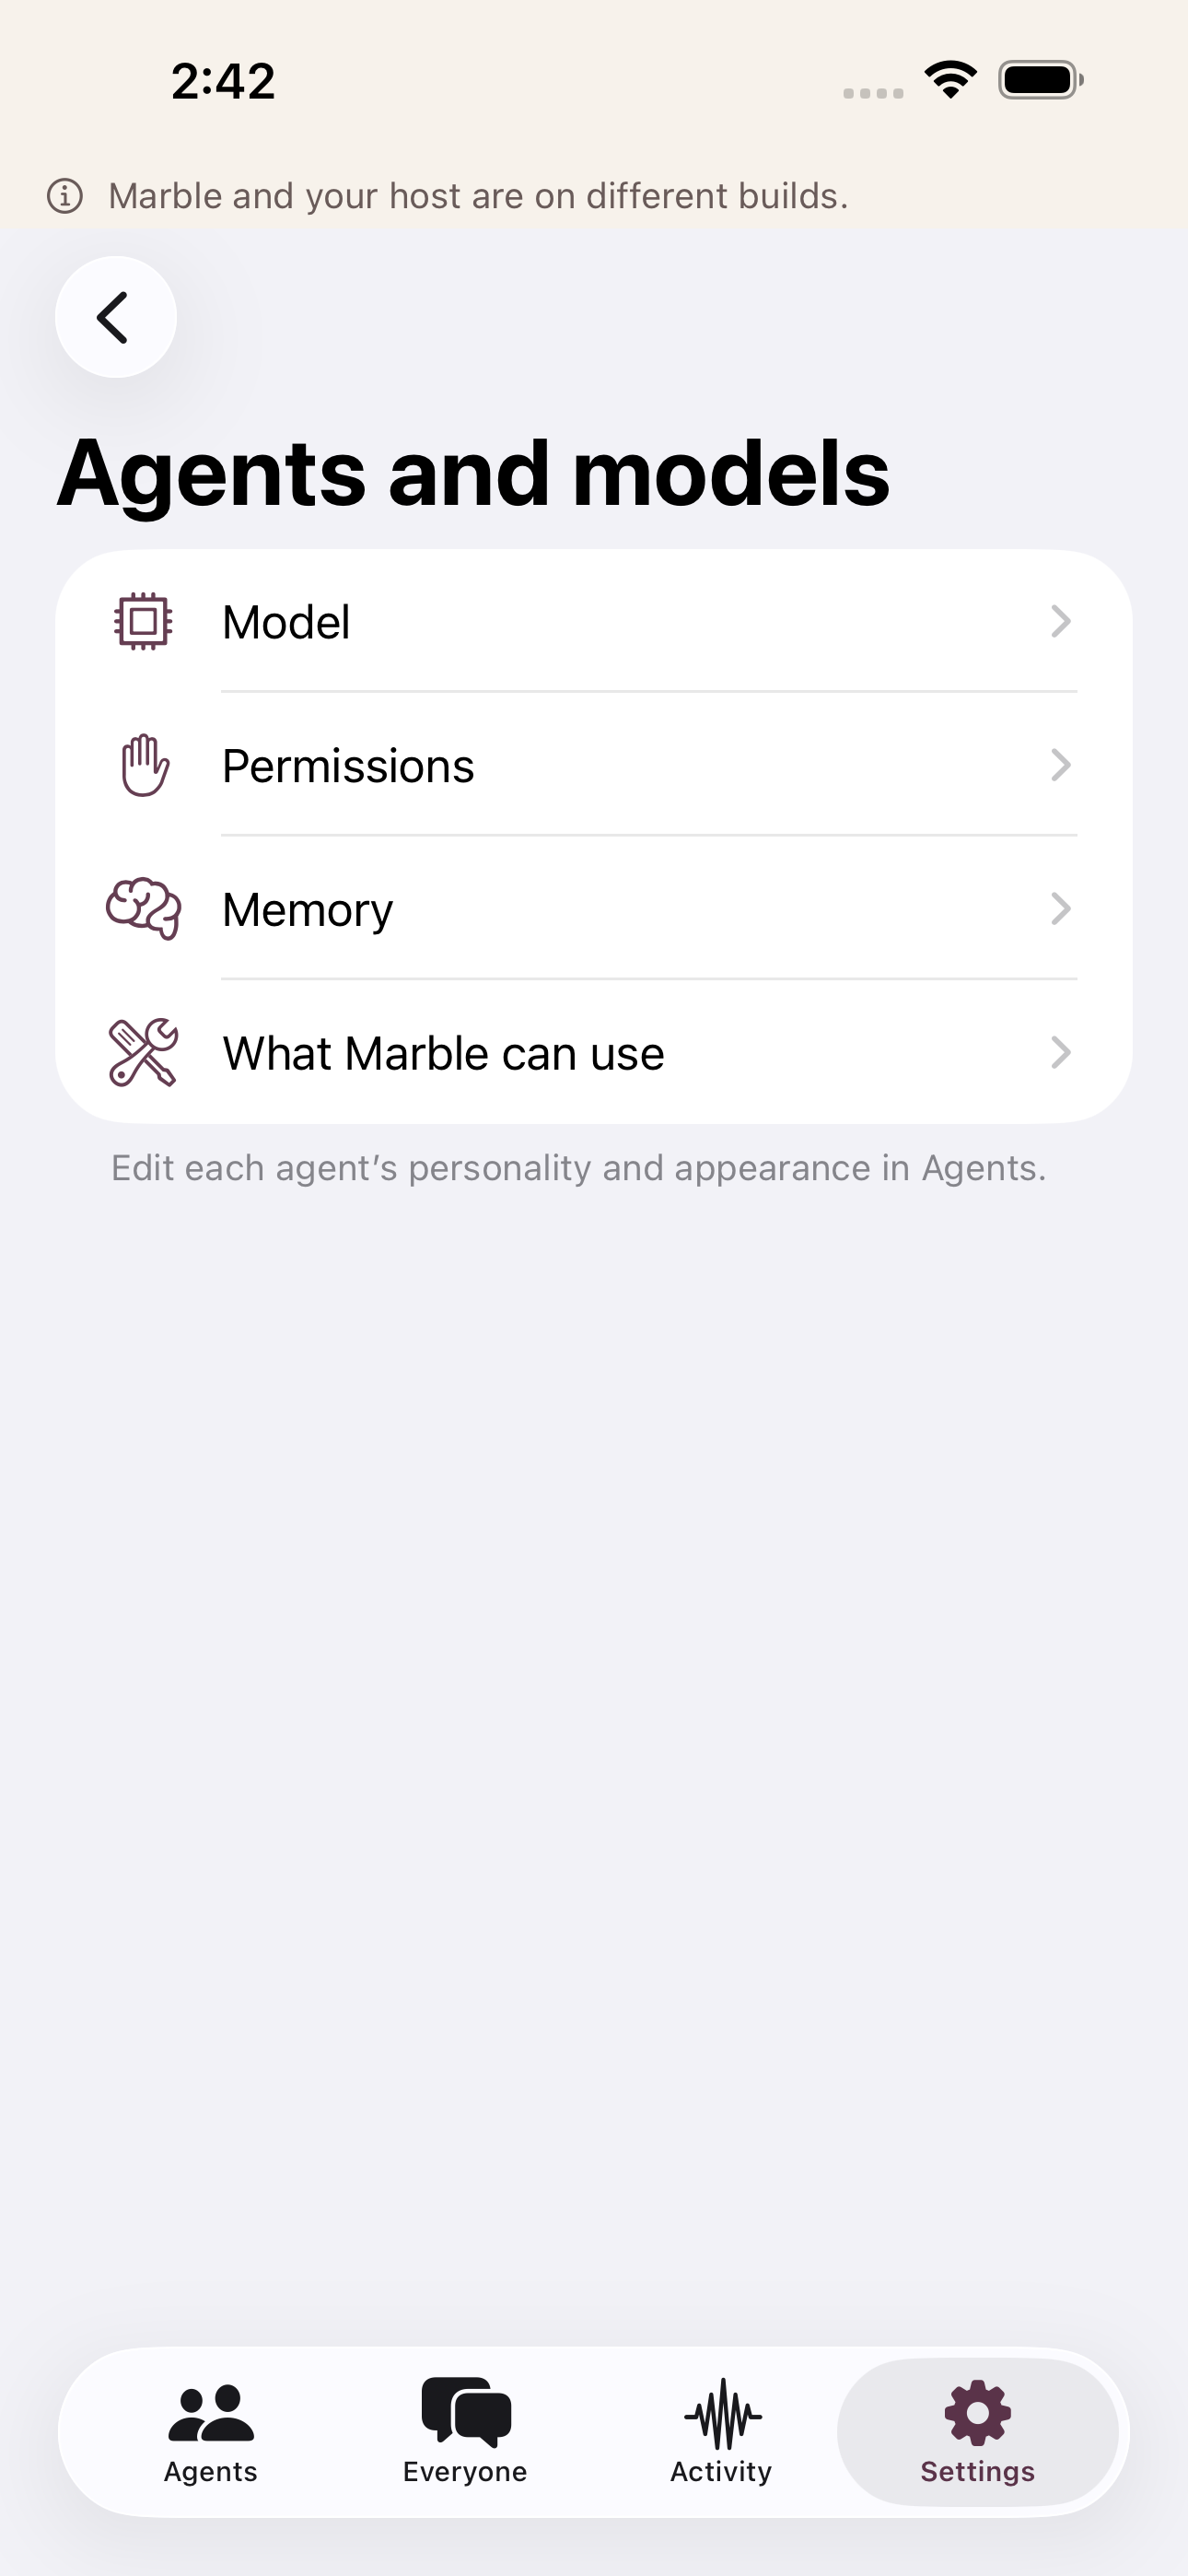 2:42
Marble and your host are on different builds.
Agents and models
Model
Permissions
Memory
What Marble can use
Edit each agent’s personality and appearance in Agents.
Agents
Everyone
Activity
Settings